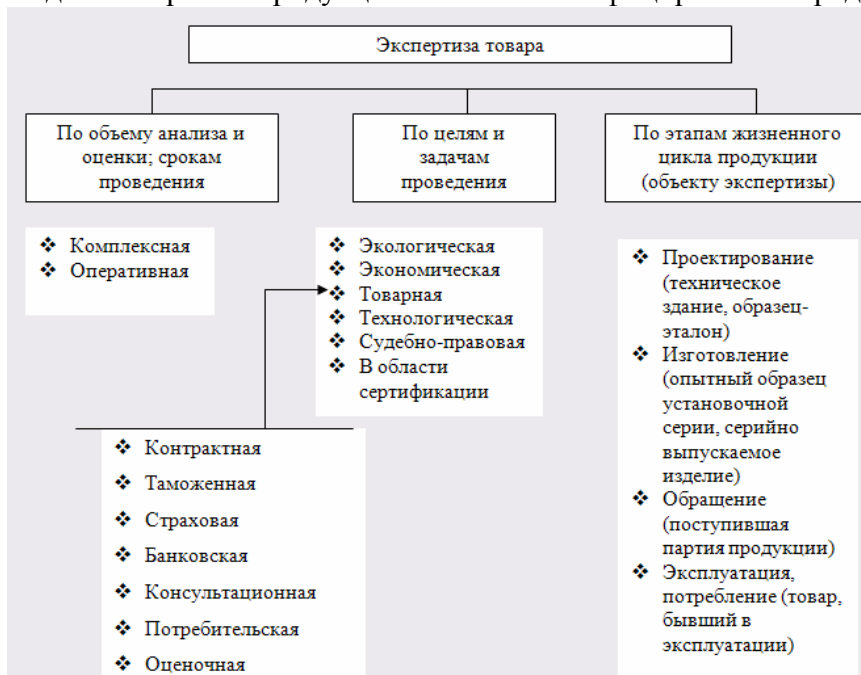 Экспертиза товара
По объему анализа и
оценки; срокам
проведения
По целям и
задачам
проведения
По этапам жизненного
цикла продукции
(объекту экспертизы)
❖ Комплексная
❖ Оперативная
❖ Экологическая
❖ Экономическая
❖ Товарная
❖ Технологическая
❖ Судебно-правовая
❖ В области
сертификации
❖ Контрактная
❖ Таможенная
❖ Страховая
❖ Банковская
❖ Консультационная
❖ Потребительская
❖ Оценочная
❖ Проектирование
(техническое
здание, образец-
эталон)
❖ Изготовление
(опытный образец
установочной
серии, серийно
выпускаемое
изделие)
❖ Обращение
(поступившая
партия продукции)
❖ Эксплуатация,
потребление (товар,
бывший в
эксплуатации)